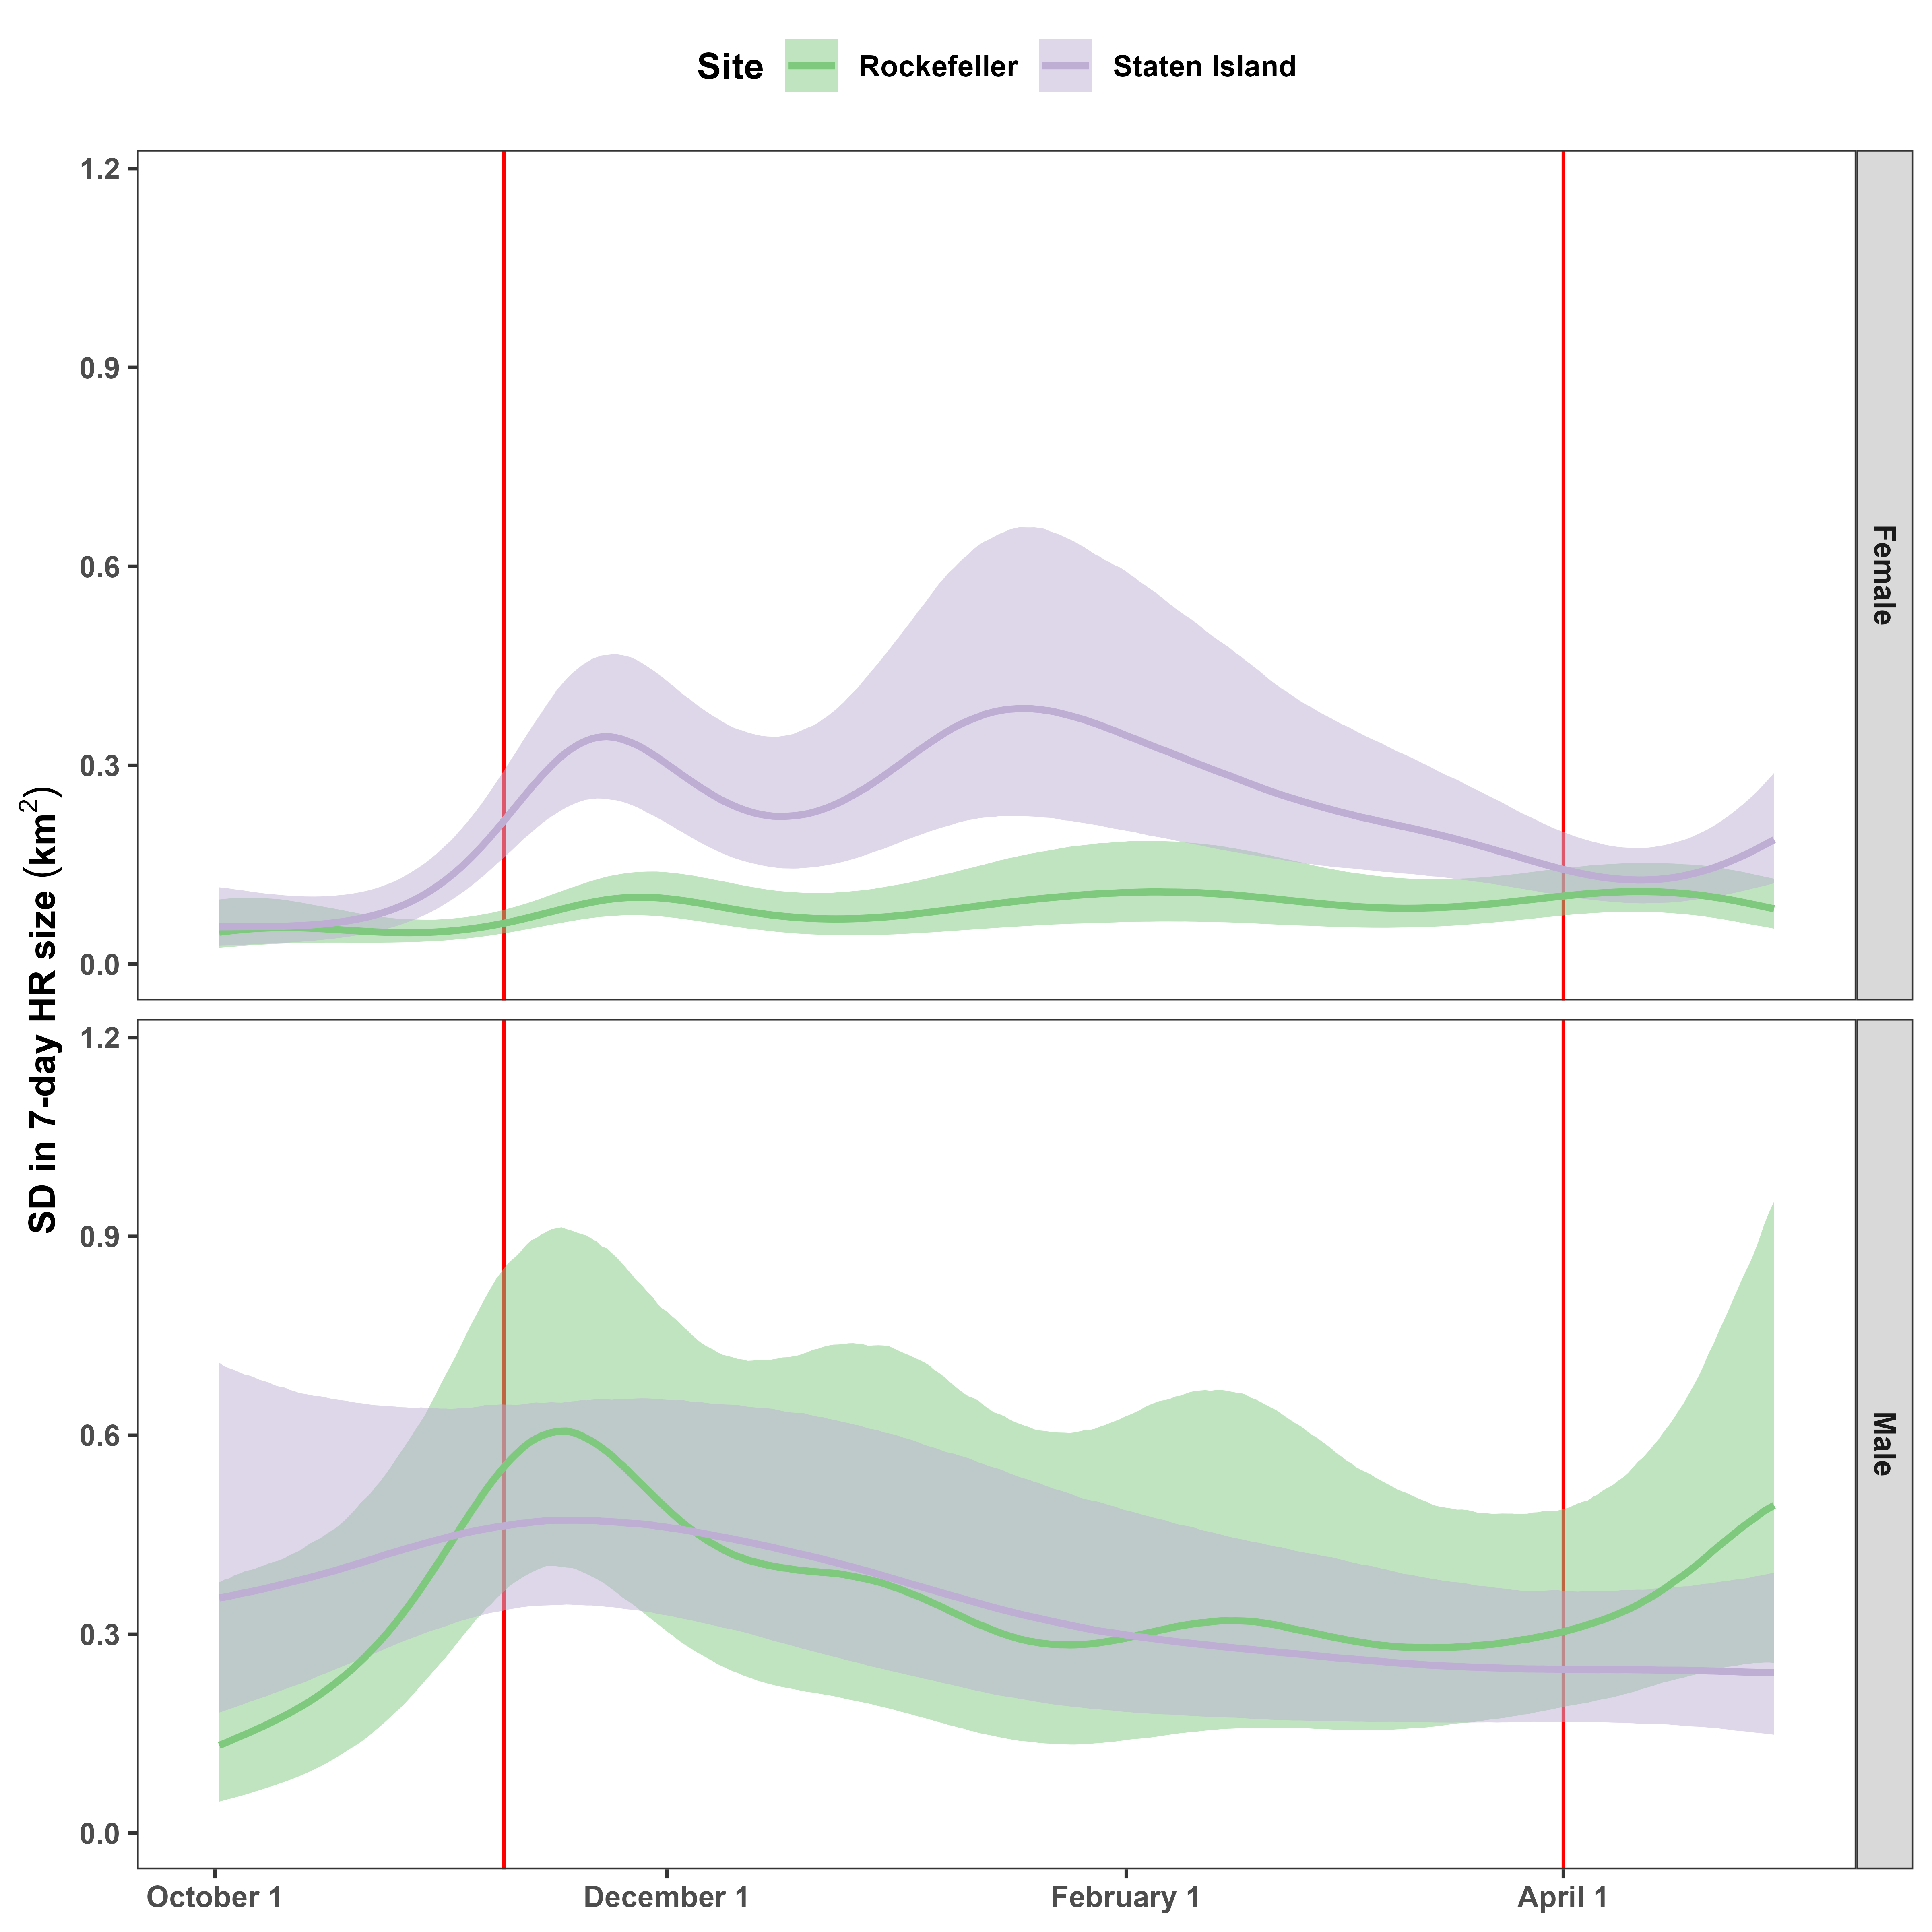 Site Rockefeller Staten Island
SD in 7-day HR size (km²)
1.2
0.9
0.6
0.3
0.0
Female
1.2
0.9
0.6
0.3
0.0
Male
October 1 December 1 February 1 April 1